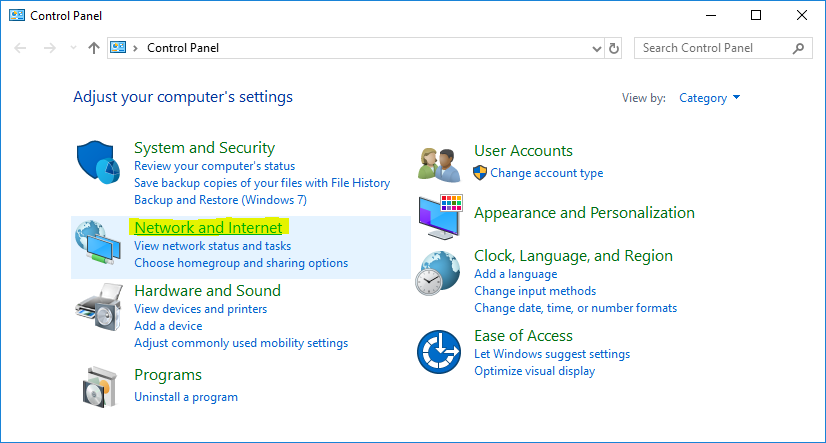 Control Panel
Control Panel
Search Control Panel
Adjust your computer's settings
View by: Category
System and Security
Review your computer's status
Save backup copies of your files with File History
Backup and Restore (Windows 7)
Network and Internet
View network status and tasks
Choose homegroup and sharing options
Hardware and Sound
View devices and printers
Add a device
Adjust commonly used mobility settings
Programs
Uninstall a program
User Accounts
Change account type
Appearance and Personalization
Clock, Language, and Region
Add a language
Change input methods
Change date, time, or number formats
Ease of Access
Let Windows suggest settings
Optimize visual display